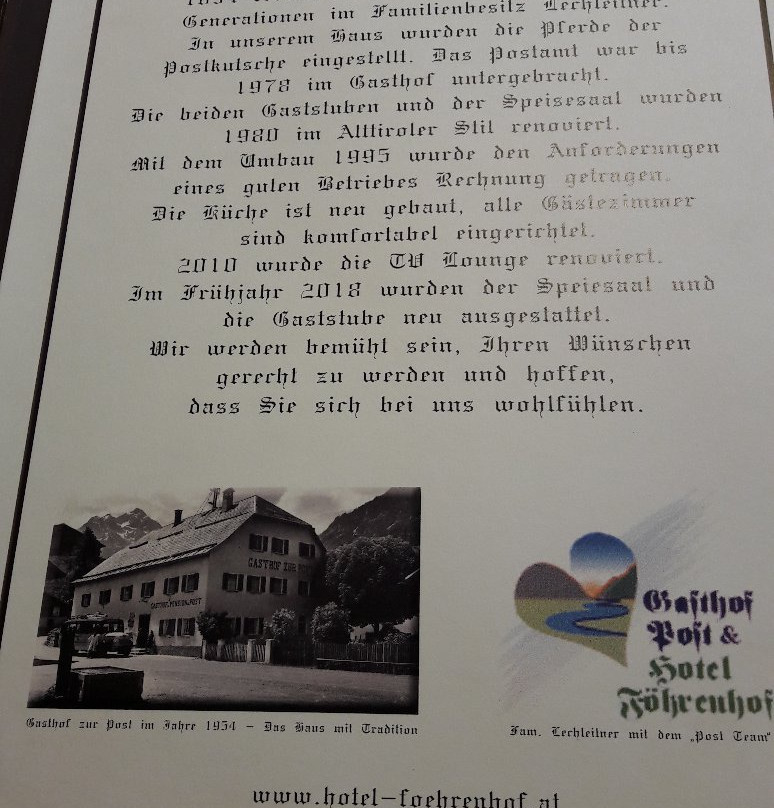 Generationen im Familienbesitz Lechleitner.
In unserem Haus wurden die Pferde der
Postkutsche eingestellt. Das Postamt war bis
1978 im Gasthof untergebracht.
Die beiden Gaststuben und der Speisesaal wurden
1980 im Alttiroler Stil renoviert.
Mit dem Umbau 1995 wurde den Anforderungen
eines guten Betriebes Rechnung getragen.
Die Küche ist neu gebaut, alle Gästezimmer
sind komfortabel eingerichtet.
2010 wurde die TV Lounge renoviert.
Im Frühjahr 2018 wurden der Speiesaal und
die Gaststube neu ausgestattet.
Wir werden bemüht sein, Ihren Wünschen
gerecht zu werden und hoffen,
dass Sie sich bei uns wohlfühlen.
GASTHOF ZUR
GASTHOF PENSION POST
Gasthof
Post &
Hotel
Föhrenhof
Gasthof zur Post im Jahre 1954 – Das Haus mit Tradition
Fam. Lechleitner mit dem „Post Team"
www.hotel-foehrenhof.at